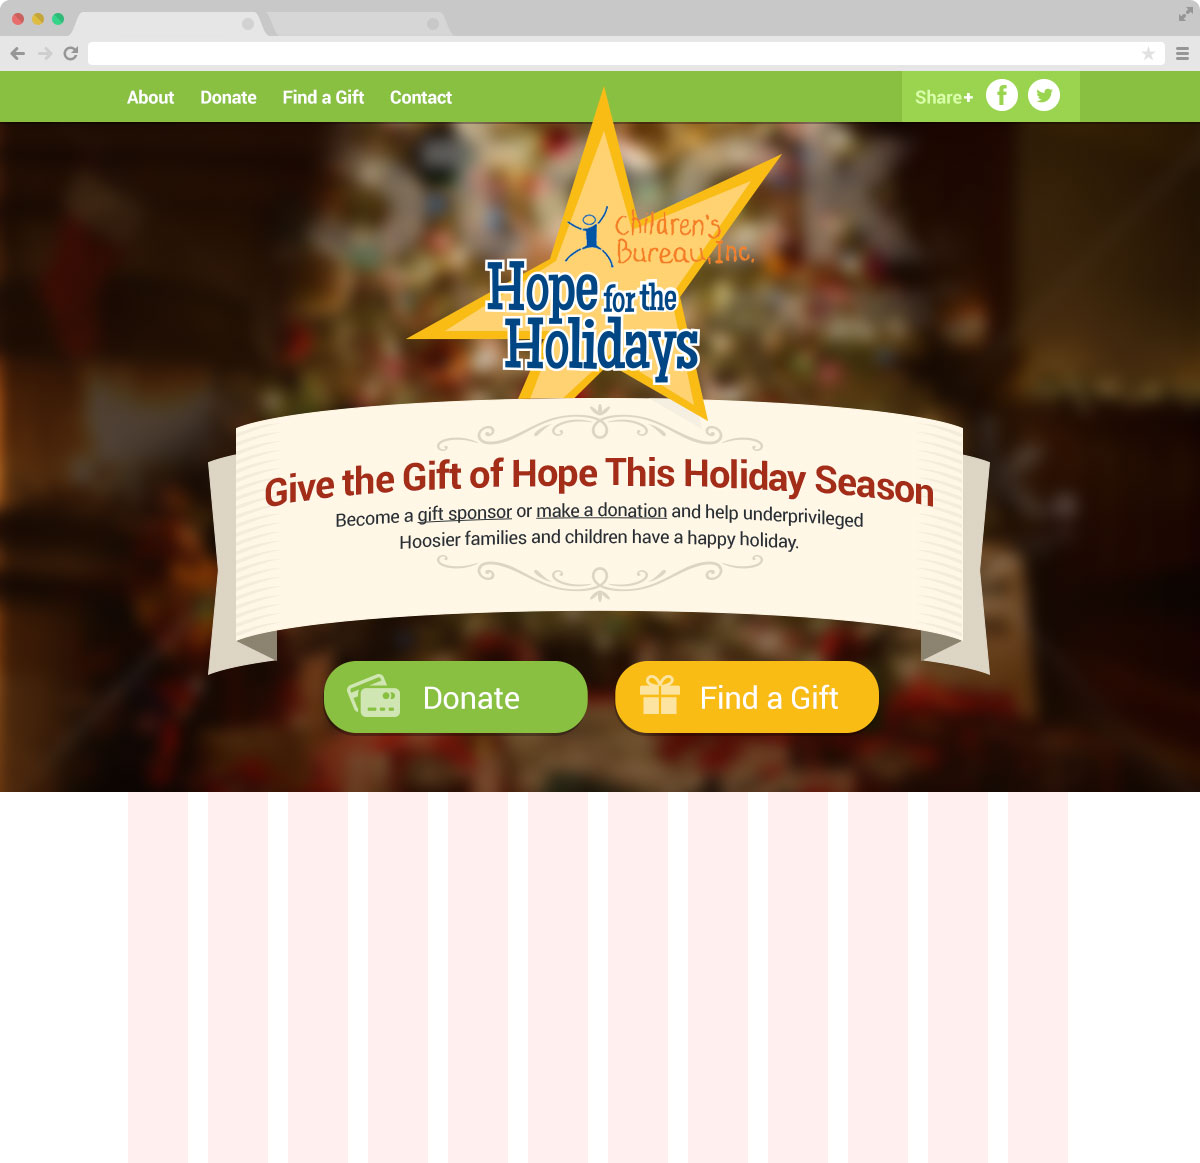 About Donate Find a Gift Contact Share+
Children's
Bureau, Inc.
Hope for the
Holidays
Give the Gift of Hope This Holiday Season
Become a gift sponsor or make a donation and help underprivileged
Hoosier families and children have a happy holiday.
Donate Find a Gift